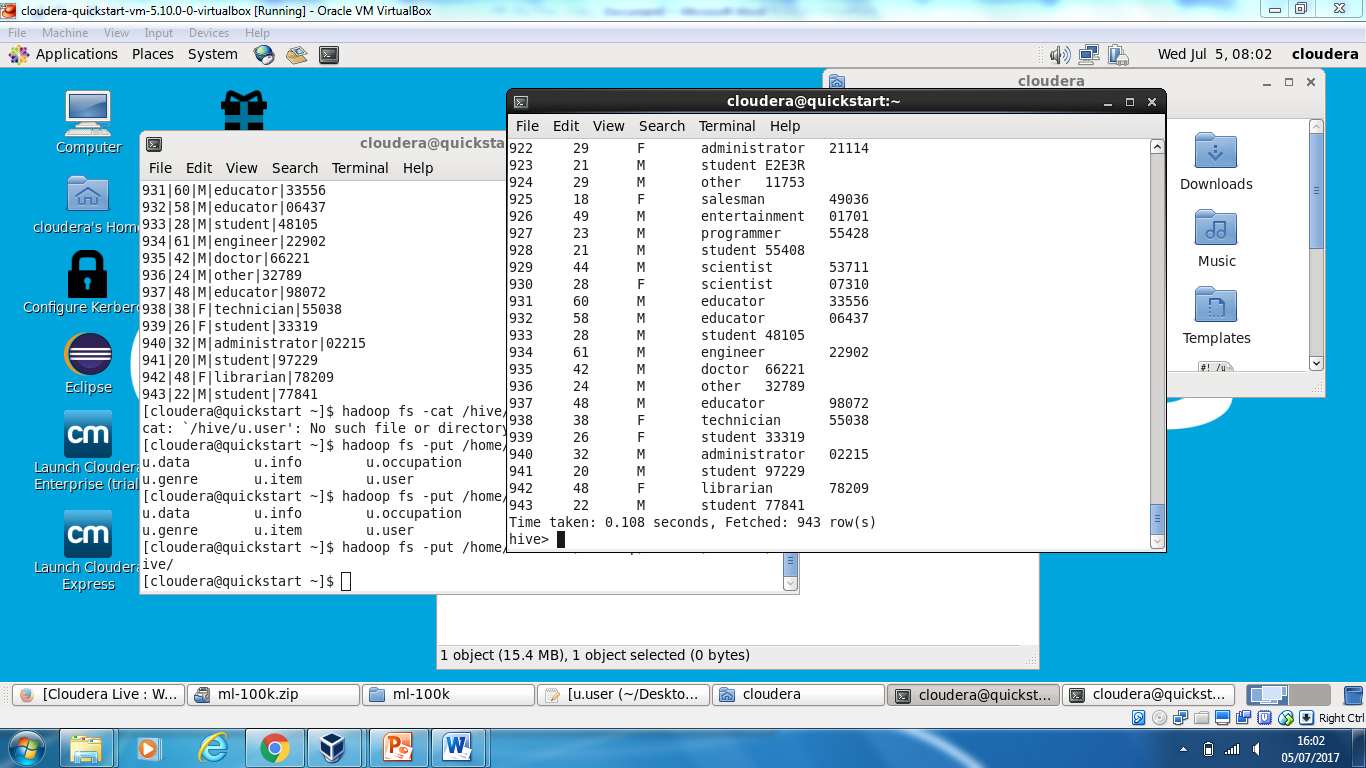 cloudera-quickstart-vm-5.10.0-0-virtualbox [Running] - Oracle VM VirtualBox
File Machine View Input Devices Help
Applications Places System Wed Jul 5, 08:02 cloudera
Computer
cloudera's Home
Configure Kerbero
Eclipse
Launch Cloudera
Enterprise (trial
Launch Cloudera
Express
cloudera@quicksta
File Edit View Search Terminal Help
931|60|M|educator|33556
932|58|M|educator|06437
933|28|M|student|48105
934|61|M|engineer|22902
935|42|M|doctor|66221
936|24|M|other|32789
937|48|M|educator|98072
938|38|F|technician|55038
939|26|F|student|33319
940|32|M|administrator|02215
941|20|M|student|97229
942|48|F|librarian|78209
943|22|M|student|77841
[cloudera@quickstart ~]$ hadoop fs -cat /hive/
cat: `/hive/u.user': No such file or directory
[cloudera@quickstart ~]$ hadoop fs -put /home/
u.data u.info u.occupation
u.genre u.item u.user
[cloudera@quickstart ~]$ hadoop fs -put /home/
u.data u.info u.occupation
u.genre u.item u.user
[cloudera@quickstart ~]$ hadoop fs -put /home/
ive/
[cloudera@quickstart ~]$
cloudera@quickstart:~
File Edit View Search Terminal Help
922 29 F administrator 21114
923 21 M student E2E3R
924 29 M other 11753
925 18 F salesman 49036
926 49 M entertainment 01701
927 23 M programmer 55428
928 21 M student 55408
929 44 M scientist 53711
930 28 F scientist 07310
931 60 M educator 33556
932 58 M educator 06437
933 28 M student 48105
934 61 M engineer 22902
935 42 M doctor 66221
936 24 M other 32789
937 48 M educator 98072
938 38 F technician 55038
939 26 F student 33319
940 32 M administrator 02215
941 20 M student 97229
942 48 F librarian 78209
943 22 M student 77841
Time taken: 0.108 seconds, Fetched: 943 row(s)
hive>
cloudera
Downloads
Music
Templates
1 object (15.4 MB), 1 object selected (0 bytes)
[Cloudera Live : W... ml-100k.zip ml-100k [u.user (~/Deskto... cloudera cloudera@quickst... cloudera@quickst...
Right Ctrl
16:02
05/07/2017